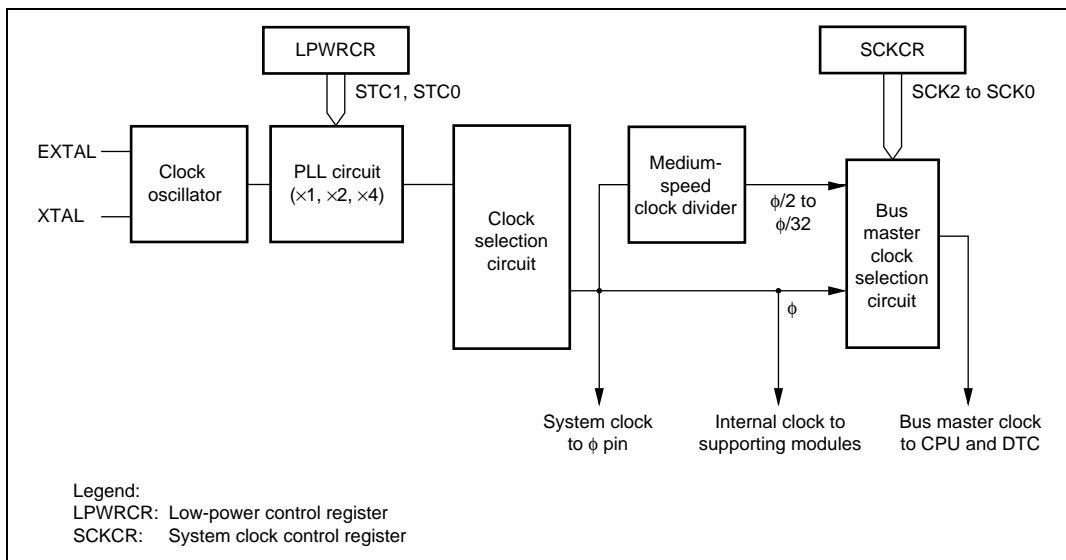 LPWRCR
SCKCR
STC1, STC0
SCK2 to SCK0
EXTAL
XTAL
Clock
oscillator
PLL circuit
(×1, ×2, ×4)
Clock
selection
circuit
Medium-
speed
clock divider
ϕ/2 to
ϕ/32
ϕ
Bus
master
clock
selection
circuit
System clock
to ϕ pin
Internal clock to
supporting modules
Bus master clock
to CPU and DTC
Legend:
LPWRCR: Low-power control register
SCKCR: System clock control register